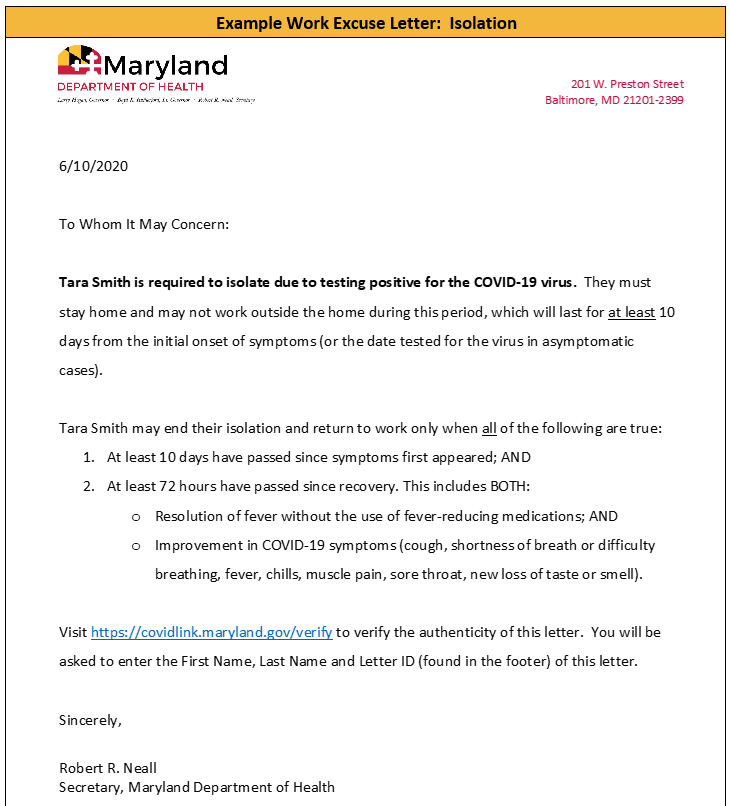 Example Work Excuse Letter: Isolation
Maryland
DEPARTMENT OF HEALTH
Larry Hogan, Governor · Boyd K. Rutherford, Lt. Governor · Robert R. Neall, Secretary
201 W. Preston Street
Baltimore, MD 21201-2399
6/10/2020
To Whom It May Concern:
Tara Smith is required to isolate due to testing positive for the COVID-19 virus. They must
stay home and may not work outside the home during this period, which will last for at least 10
days from the initial onset of symptoms (or the date tested for the virus in asymptomatic
cases).
Tara Smith may end their isolation and return to work only when all of the following are true:
1. At least 10 days have passed since symptoms first appeared; AND
2. At least 72 hours have passed since recovery. This includes BOTH:
o Resolution of fever without the use of fever-reducing medications; AND
o Improvement in COVID-19 symptoms (cough, shortness of breath or difficulty
breathing, fever, chills, muscle pain, sore throat, new loss of taste or smell).
Visit https://covidlink.maryland.gov/verify to verify the authenticity of this letter. You will be
asked to enter the First Name, Last Name and Letter ID (found in the footer) of this letter.
Sincerely,
Robert R. Neall
Secretary, Maryland Department of Health